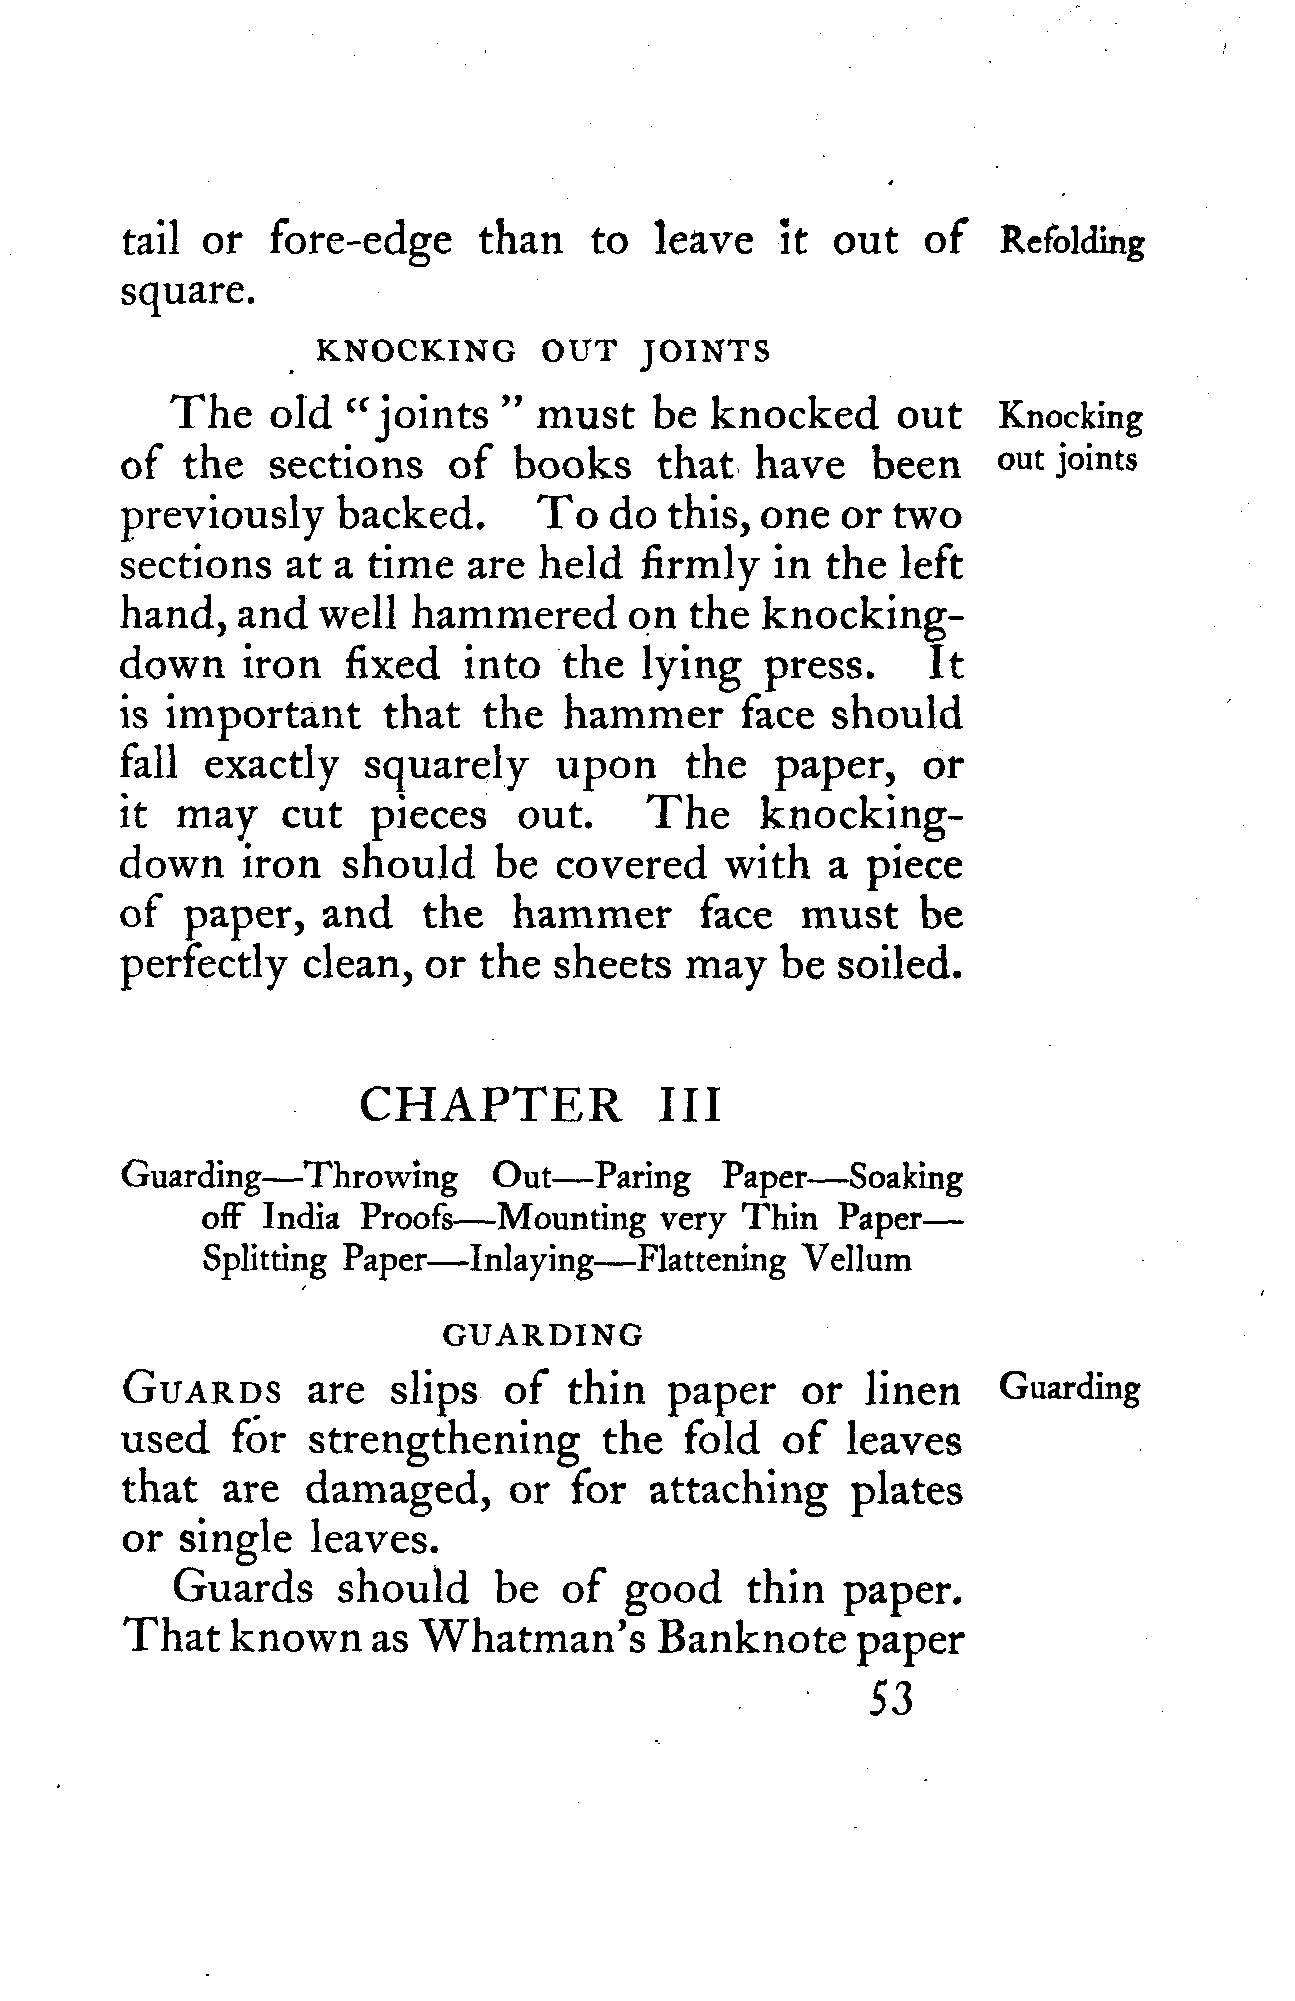 tail or fore-edge than to leave it out of Refolding
square.
KNOCKING OUT JOINTS
The old "joints" must be knocked out Knocking
of the sections of books that have been out joints
previously backed. To do this, one or two
sections at a time are held firmly in the left
hand, and well hammered on the knocking-
down iron fixed into the lying press. It
is important that the hammer face should
fall exactly squarely upon the paper, or
it may cut pieces out. The knocking-
down iron should be covered with a piece
of paper, and the hammer face must be
perfectly clean, or the sheets may be soiled.
CHAPTER III
Guarding—Throwing Out—Paring Paper—Soaking
off India Proofs—Mounting very Thin Paper—
Splitting Paper—Inlaying—Flattening Vellum
GUARDING
GUARDS are slips of thin paper or linen Guarding
used for strengthening the fold of leaves
that are damaged, or for attaching plates
or single leaves.
Guards should be of good thin paper.
That known as Whatman's Banknote paper
53